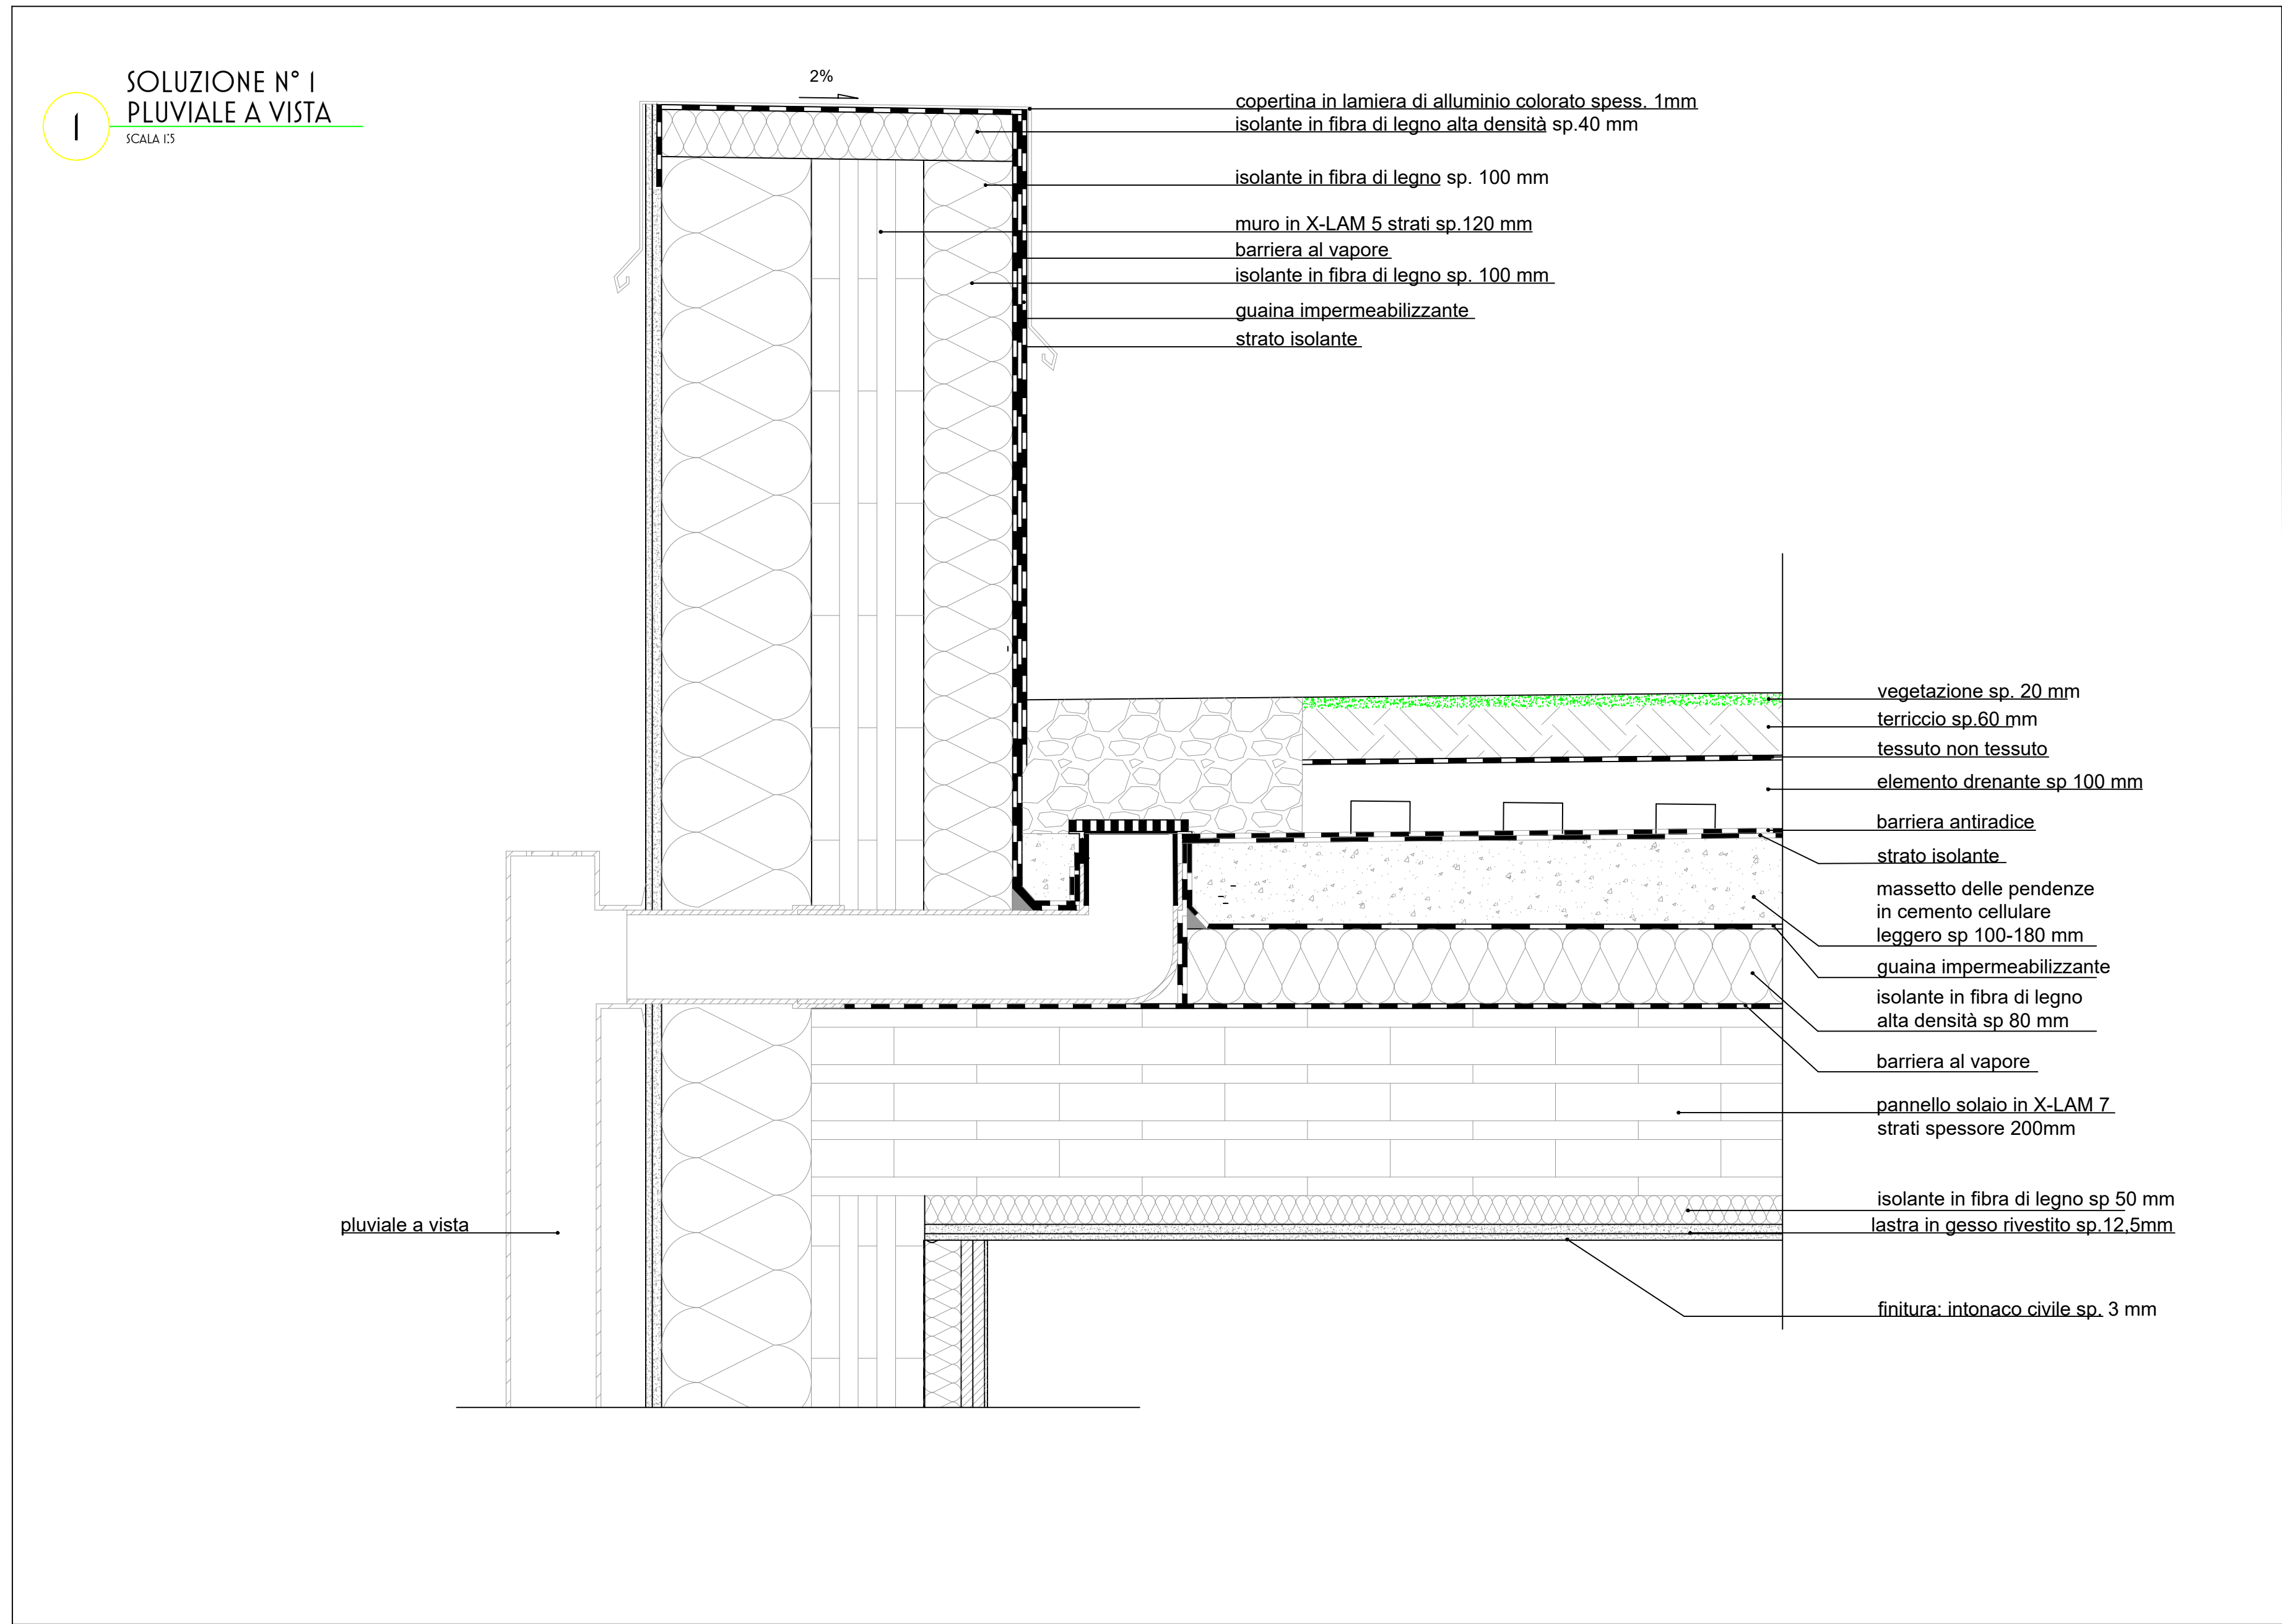 1
SOLUZIONE N° 1
PLUVIALE A VISTA
SCALA 1:5
2%
copertina in lamiera di alluminio colorato spess. 1mm
isolante in fibra di legno alta densità sp.40 mm
isolante in fibra di legno sp. 100 mm
muro in X-LAM 5 strati sp.120 mm
barriera al vapore
isolante in fibra di legno sp. 100 mm
guaina impermeabilizzante
strato isolante
vegetazione sp. 20 mm
terriccio sp.60 mm
tessuto non tessuto
elemento drenante sp 100 mm
barriera antiradice
strato isolante
massetto delle pendenze
in cemento cellulare
leggero sp 100-180 mm
guaina impermeabilizzante
isolante in fibra di legno
alta densità sp 80 mm
barriera al vapore
pannello solaio in X-LAM 7
strati spessore 200mm
isolante in fibra di legno sp 50 mm
lastra in gesso rivestito sp.12,5mm
pluviale a vista
finitura: intonaco civile sp. 3 mm